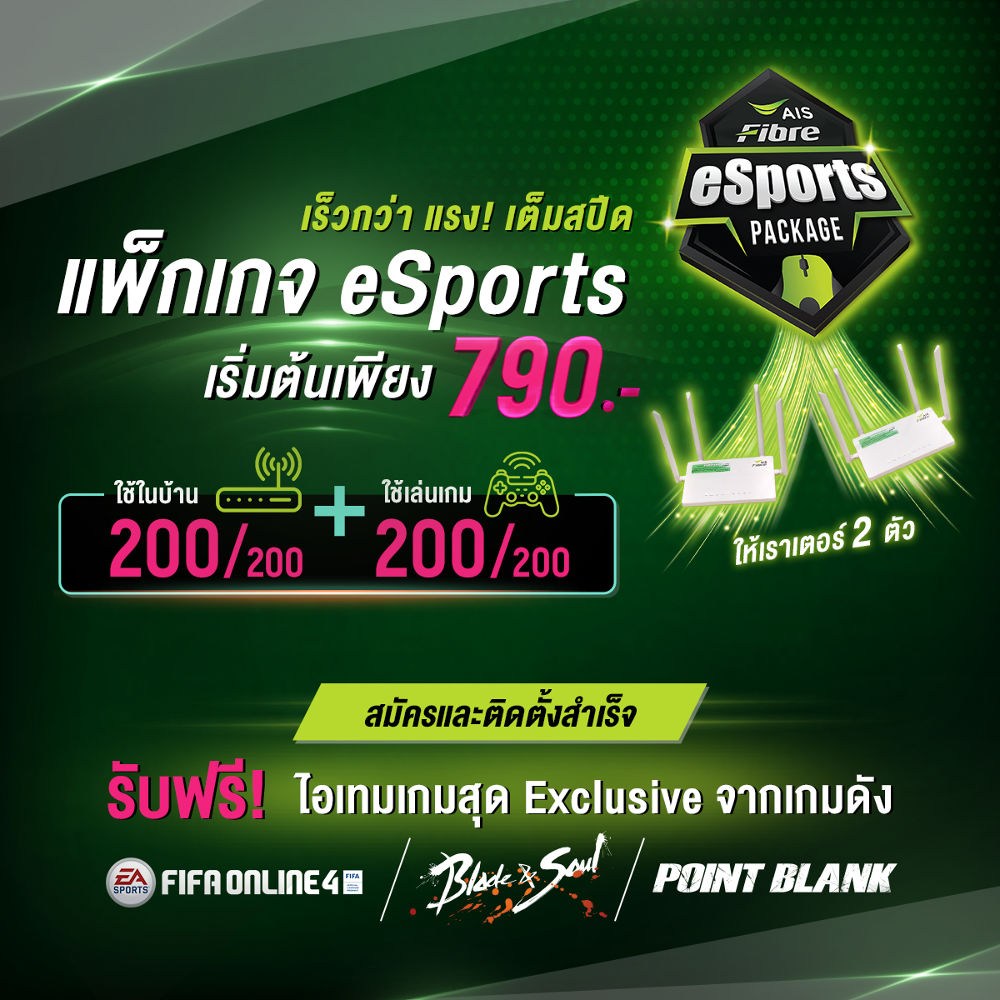 AIS
Fibre
eSports
PACKAGE
เร็วกว่า แรง! เต็มสปีด
แพ็กเกจ eSports
เริ่มต้นเพียง 790.-
ใช้ในบ้าน
200/200
+
ใช้เล่นเกม
200/200
ให้เราเตอร์ 2 ตัว
สมัครและติดตั้งสำเร็จ
รับฟรี! ไอเทมเกมสุด Exclusive จากเกมดัง
EA SPORTS FIFA ONLINE 4 FIFA
Blade & Soul
POINT BLANK